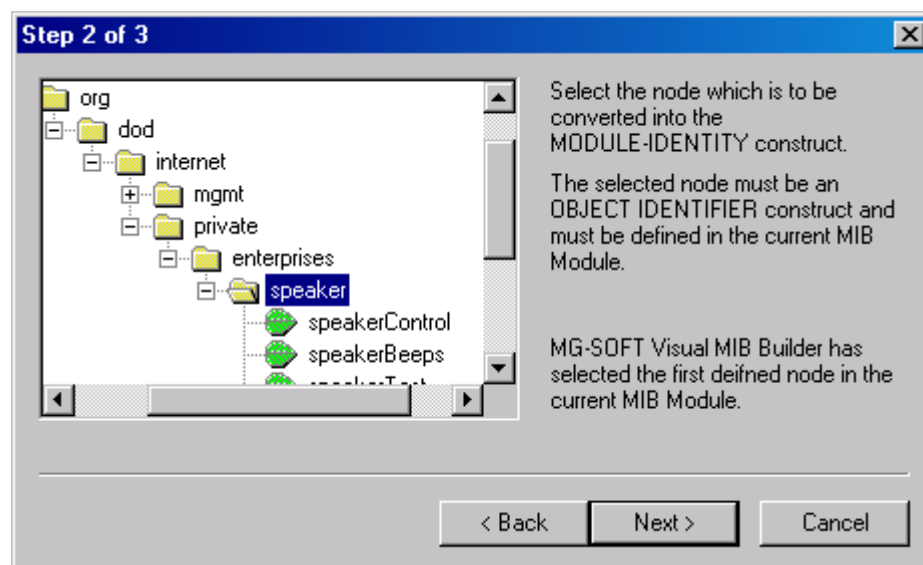 Step 2 of 3
org
dod
internet
mgmt
private
enterprises
speaker
speakerControl
speakerBeeps
Select the node which is to be
converted into the
MODULE-IDENTITY construct.
The selected node must be an
OBJECT IDENTIFIER construct and
must be defined in the current MIB
Module.
MG-SOFT Visual MIB Builder has
selected the first deifned node in the
current MIB Module.
< Back
Next >
Cancel